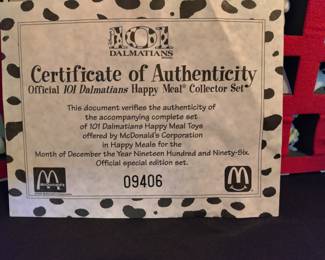 101
DALMATIANS
Certificate of Authenticity
Official 101 Dalmatians Happy Meal® Collector Set
This document verifies the authenticity of
the accompanying complete set
of 101 Dalmatians Happy Meal Toys
offered by McDonald's Corporation
in Happy Meals for the
Month of December the Year Nineteen Hundred and Ninety-Six.
Official special edition set.
09406